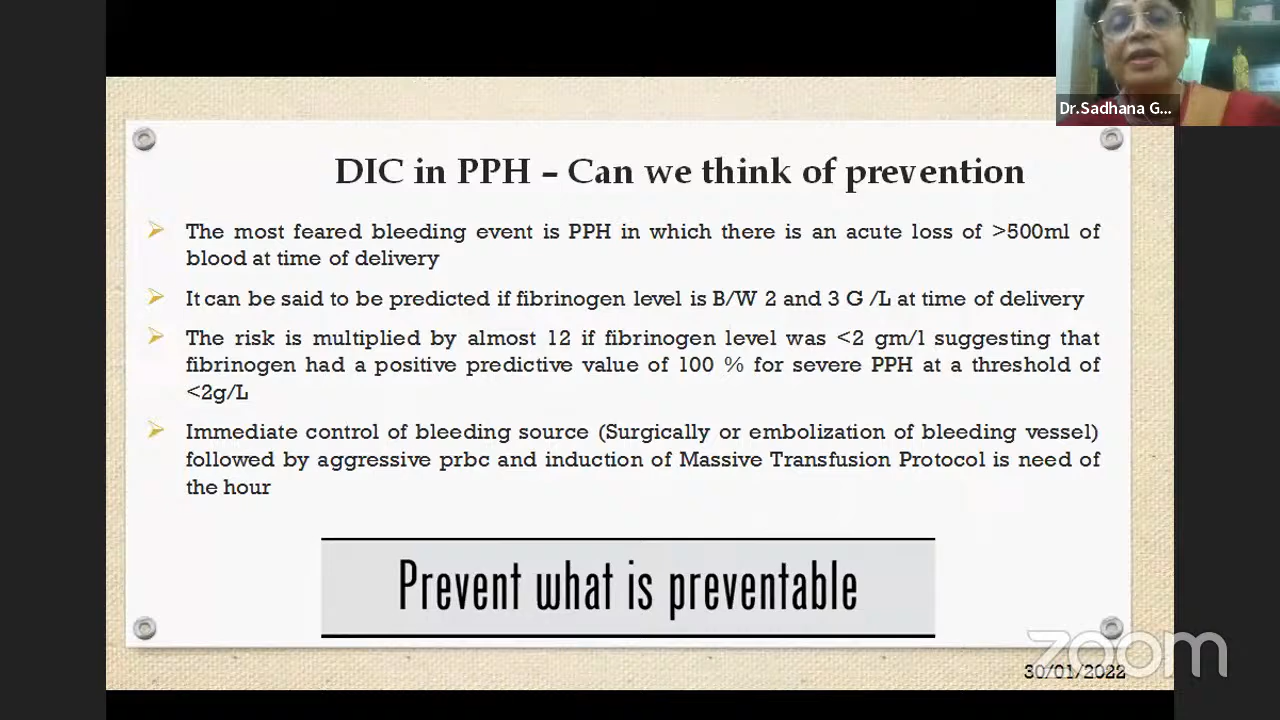 Dr.Sadhana G...
DIC in PPH – Can we think of prevention
The most feared bleeding event is PPH in which there is an acute loss of >500ml of
blood at time of delivery
It can be said to be predicted if fibrinogen level is B/W 2 and 3 G /L at time of delivery
The risk is multiplied by almost 12 if fibrinogen level was <2 gm/l suggesting that
fibrinogen had a positive predictive value of 100 % for severe PPH at a threshold of
<2g/L
Immediate control of bleeding source (Surgically or embolization of bleeding vessel)
followed by aggressive prbc and induction of Massive Transfusion Protocol is need of
the hour
Prevent what is preventable
zoom
30/01/2022